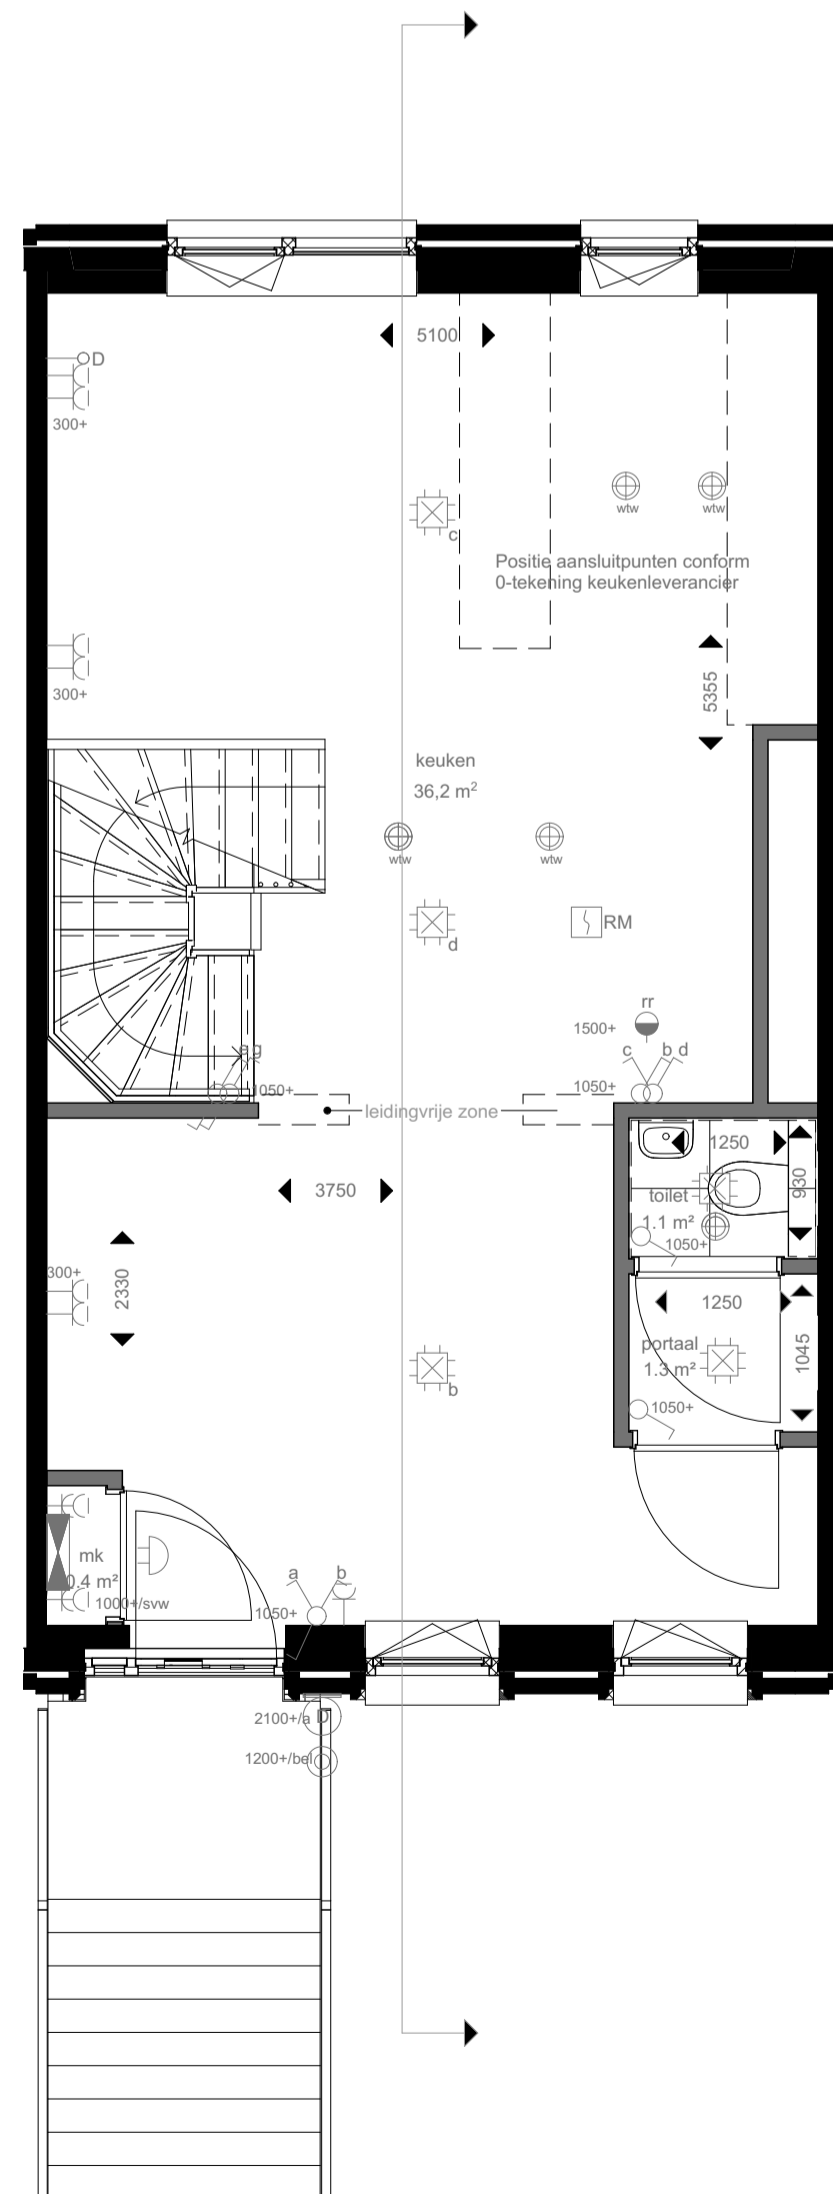 5100
D
300+
wtw
wtw
c
Positie aansluitpunten conform
0-tekening keukenleverancier
300+
5355
keuken
36,2 m²
wtw
wtw
d
RM
rr
1500+
c b d
1050+
g
1050+
leidingvrije zone
1250
930
toilet
1.1 m²
1050+
3750
2330
300+
1250
1045
portaal
1.3 m²
1050+
b
mk
0.4 m²
1000+/svw
a b
1050+
2100+/a D
1200+/bel